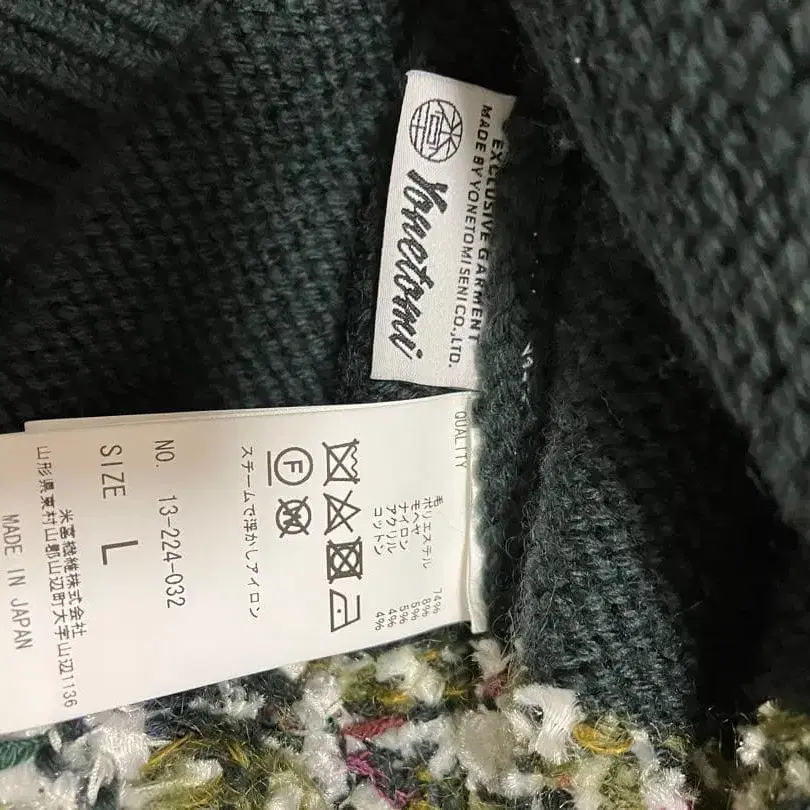 Yonetomi
EXCLUSIVE GARMENT
MADE BY YONETOMI SENI CO.,LTD.
QUALITY
毛 74%
ポリエステル 8%
モヘヤ 5%
ナイロン 5%
アクリル 4%
コットン 4%
F
W
スチームで浮かしアイロン
NO. 13-224-032
SIZE L
米富繊維株式会社
山形県東村山郡山辺町大字山辺1136
MADE IN JAPAN